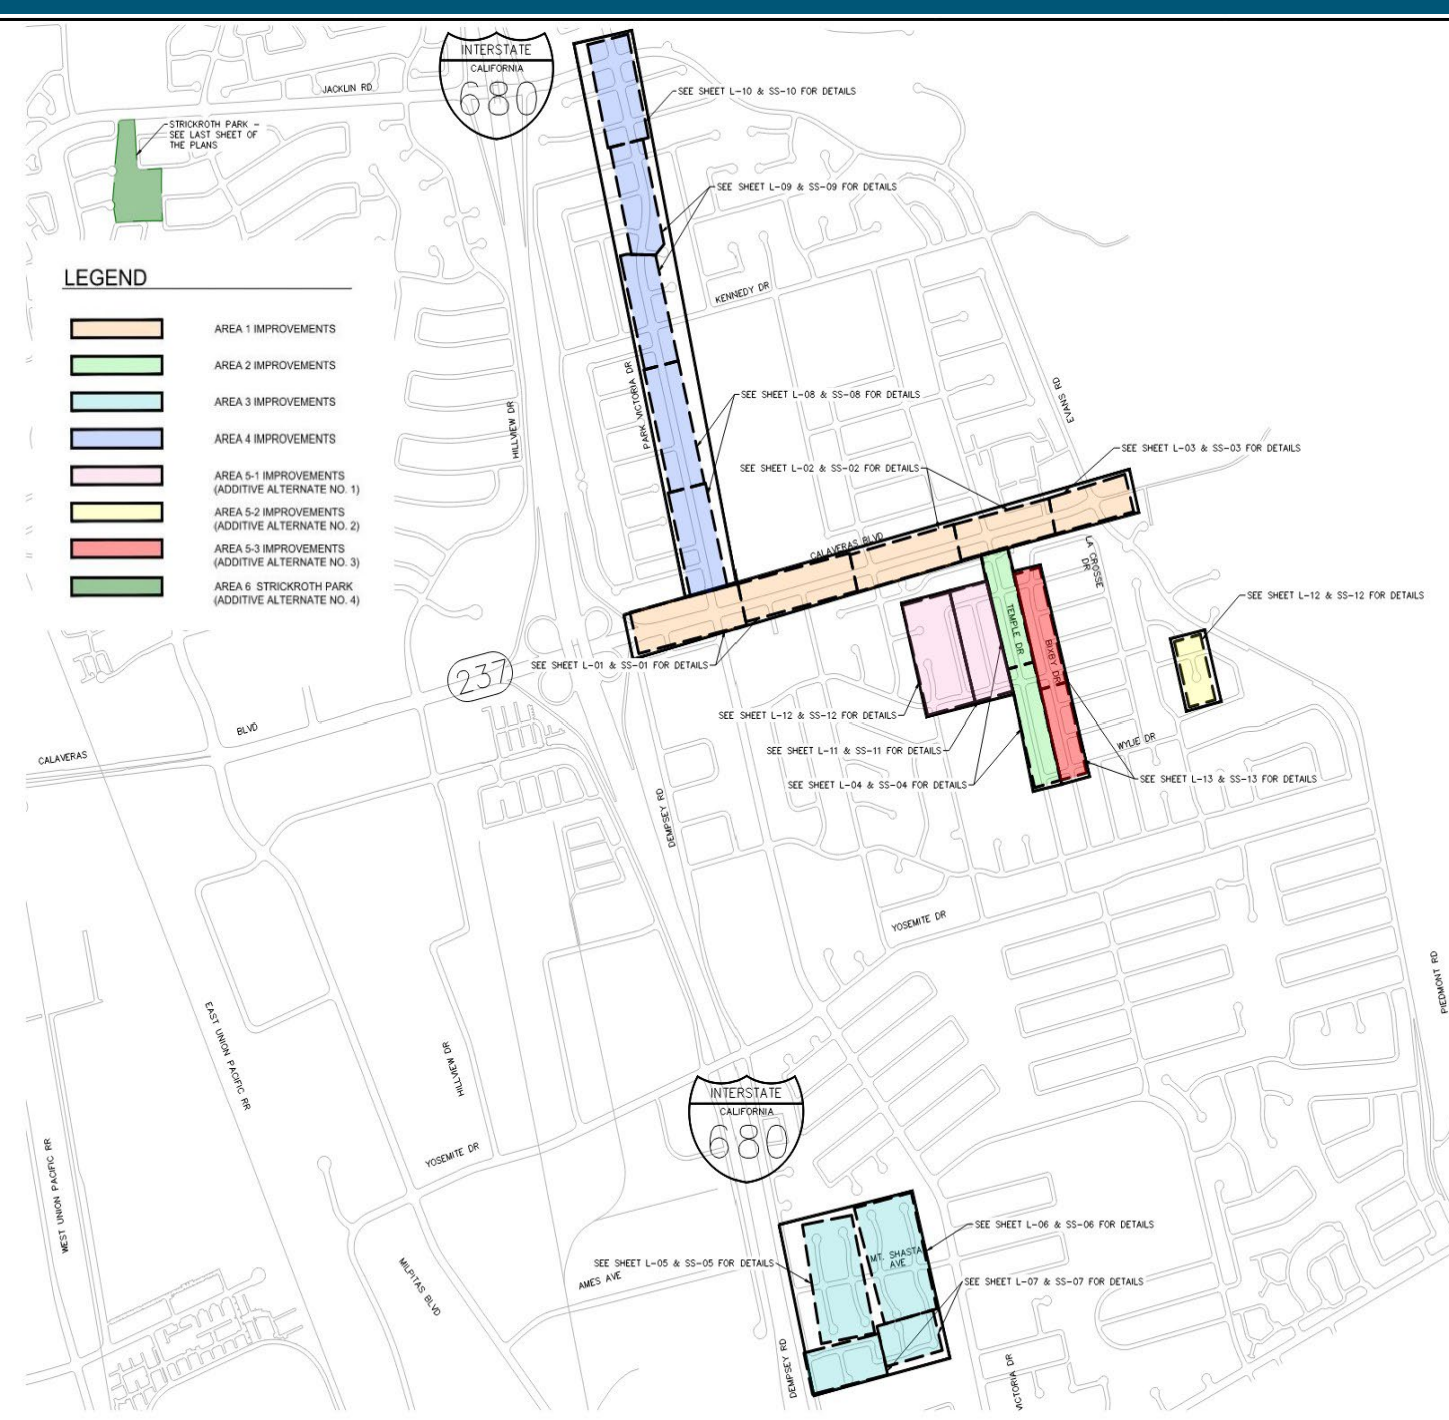 INTERSTATE
CALIFORNIA
680
JACKLIN RD
SEE SHEET L-10 & SS-10 FOR DETAILS
STRICKROTH PARK -
SEE LAST SHEET OF
THE PLANS
SEE SHEET L-09 & SS-09 FOR DETAILS
LEGEND
AREA 1 IMPROVEMENTS
AREA 2 IMPROVEMENTS
AREA 3 IMPROVEMENTS
AREA 4 IMPROVEMENTS
AREA 5-1 IMPROVEMENTS
(ADDITIVE ALTERNATE NO. 1)
AREA 5-2 IMPROVEMENTS
(ADDITIVE ALTERNATE NO. 2)
AREA 5-3 IMPROVEMENTS
(ADDITIVE ALTERNATE NO. 3)
AREA 6 STRICKROTH PARK
(ADDITIVE ALTERNATE NO. 4)
KENNEDY DR
PARK VICTORIA DR
HILLVIEW DR
EVANS RD
SEE SHEET L-08 & SS-08 FOR DETAILS
SEE SHEET L-03 & SS-03 FOR DETAILS
SEE SHEET L-02 & SS-02 FOR DETAILS
CALAVERAS BLVD
LA CROSSE
DR
SEE SHEET L-12 & SS-12 FOR DETAILS
TEMPLE DR
BIXBY DR
SEE SHEET L-01 & SS-01 FOR DETAILS
237
SEE SHEET L-12 & SS-12 FOR DETAILS
BLVD
CALAVERAS
WYLIE DR
SEE SHEET L-11 & SS-11 FOR DETAILS
SEE SHEET L-13 & SS-13 FOR DETAILS
SEE SHEET L-04 & SS-04 FOR DETAILS
DEMPSEY RD
YOSEMITE DR
PIEDMONT RD
EAST UNION PACIFIC RR
HILLVIEW DR
INTERSTATE
CALIFORNIA
680
YOSEMITE DR
WEST UNION PACIFIC RR
SEE SHEET L-06 & SS-06 FOR DETAILS
MT. SHASTA
AVE
SEE SHEET L-05 & SS-05 FOR DETAILS
AMES AVE
SEE SHEET L-07 & SS-07 FOR DETAILS
MILPITAS BLVD
DEMPSEY RD
VICTORIA DR